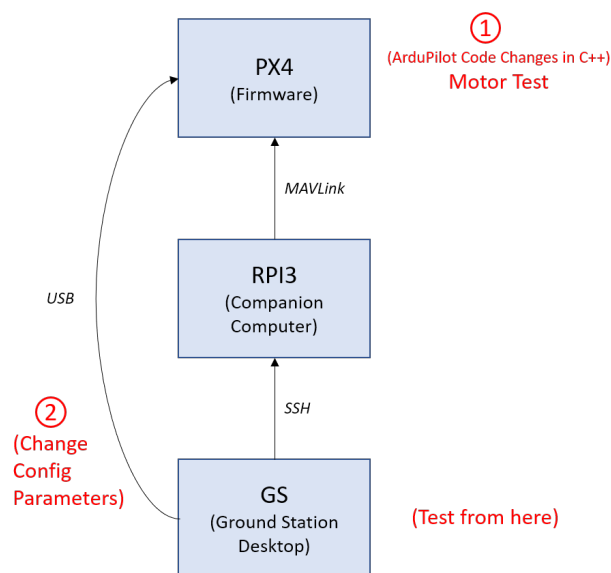 ①
(ArduPilot Code Changes in C++)
Motor Test
PX4
(Firmware)
MAVLink
RPI3
(Companion
Computer)
USB
SSH
②
(Change
Config
Parameters)
GS
(Ground Station
Desktop)
(Test from here)